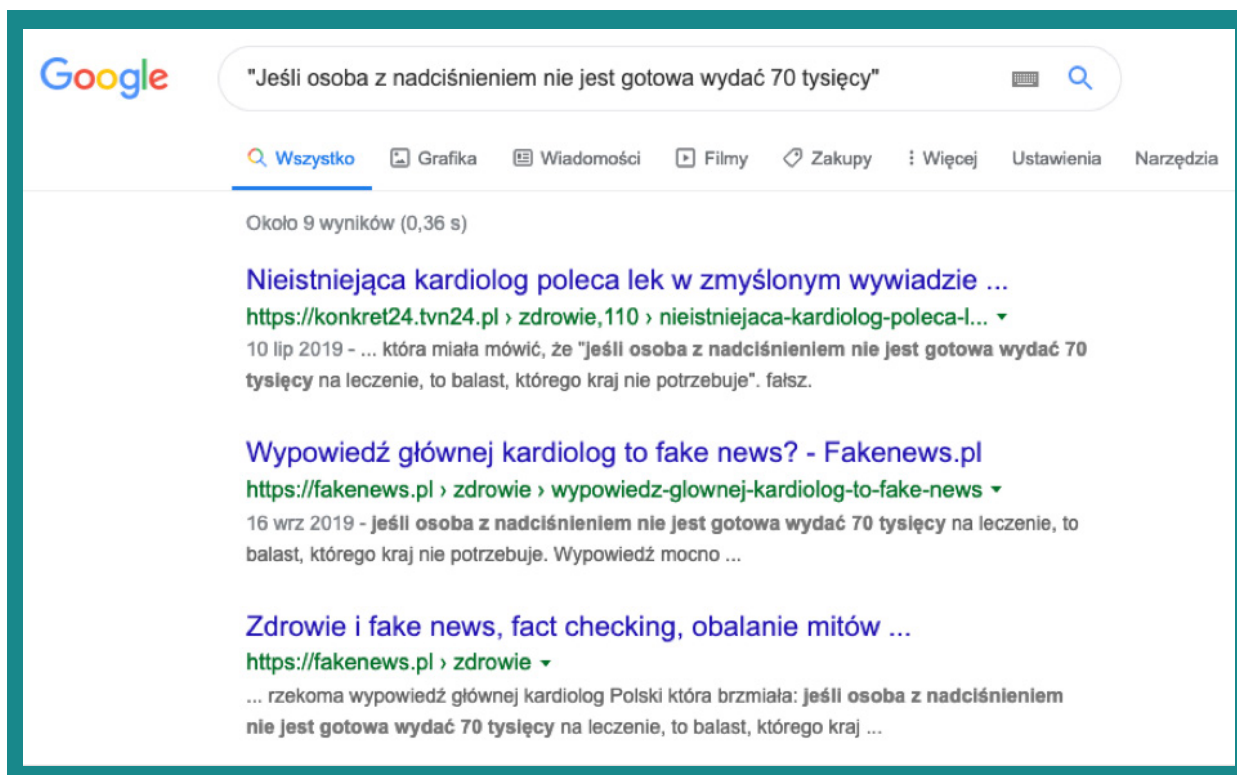 Google
"Jeśli osoba z nadciśnieniem nie jest gotowa wydać 70 tysięcy"
Wszystko Grafika Wiadomości Filmy Zakupy Więcej Ustawienia Narzędzia
Około 9 wyników (0,36 s)
Nieistniejąca kardiolog poleca lek w zmyślonym wywiadzie ...
https://konkret24.tvn24.pl › zdrowie,110 › nieistniejaca-kardiolog-poleca-l...
10 lip 2019 - ... która miała mówić, że "jeśli osoba z nadciśnieniem nie jest gotowa wydać 70
tysięcy na leczenie, to balast, którego kraj nie potrzebuje". fałsz.
Wypowiedź głównej kardiolog to fake news? - Fakenews.pl
https://fakenews.pl › zdrowie › wypowiedz-glownej-kardiolog-to-fake-news
16 wrz 2019 - jeśli osoba z nadciśnieniem nie jest gotowa wydać 70 tysięcy na leczenie, to
balast, którego kraj nie potrzebuje. Wypowiedź mocno ...
Zdrowie i fake news, fact checking, obalanie mitów ...
https://fakenews.pl › zdrowie
... rzekoma wypowiedź głównej kardiolog Polski która brzmiała: jeśli osoba z nadciśnieniem
nie jest gotowa wydać 70 tysięcy na leczenie, to balast, którego kraj ...